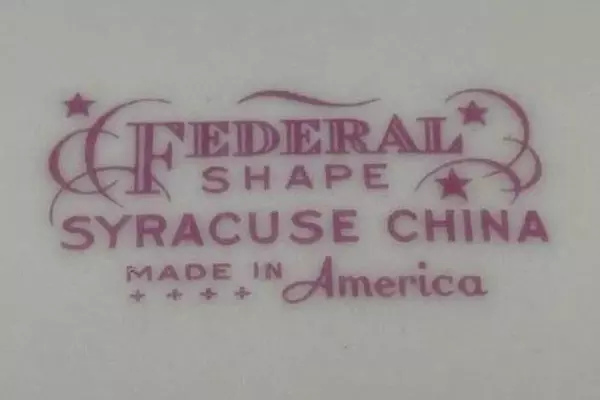 FEDERAL
SHAPE
SYRACUSE CHINA
MADE IN America